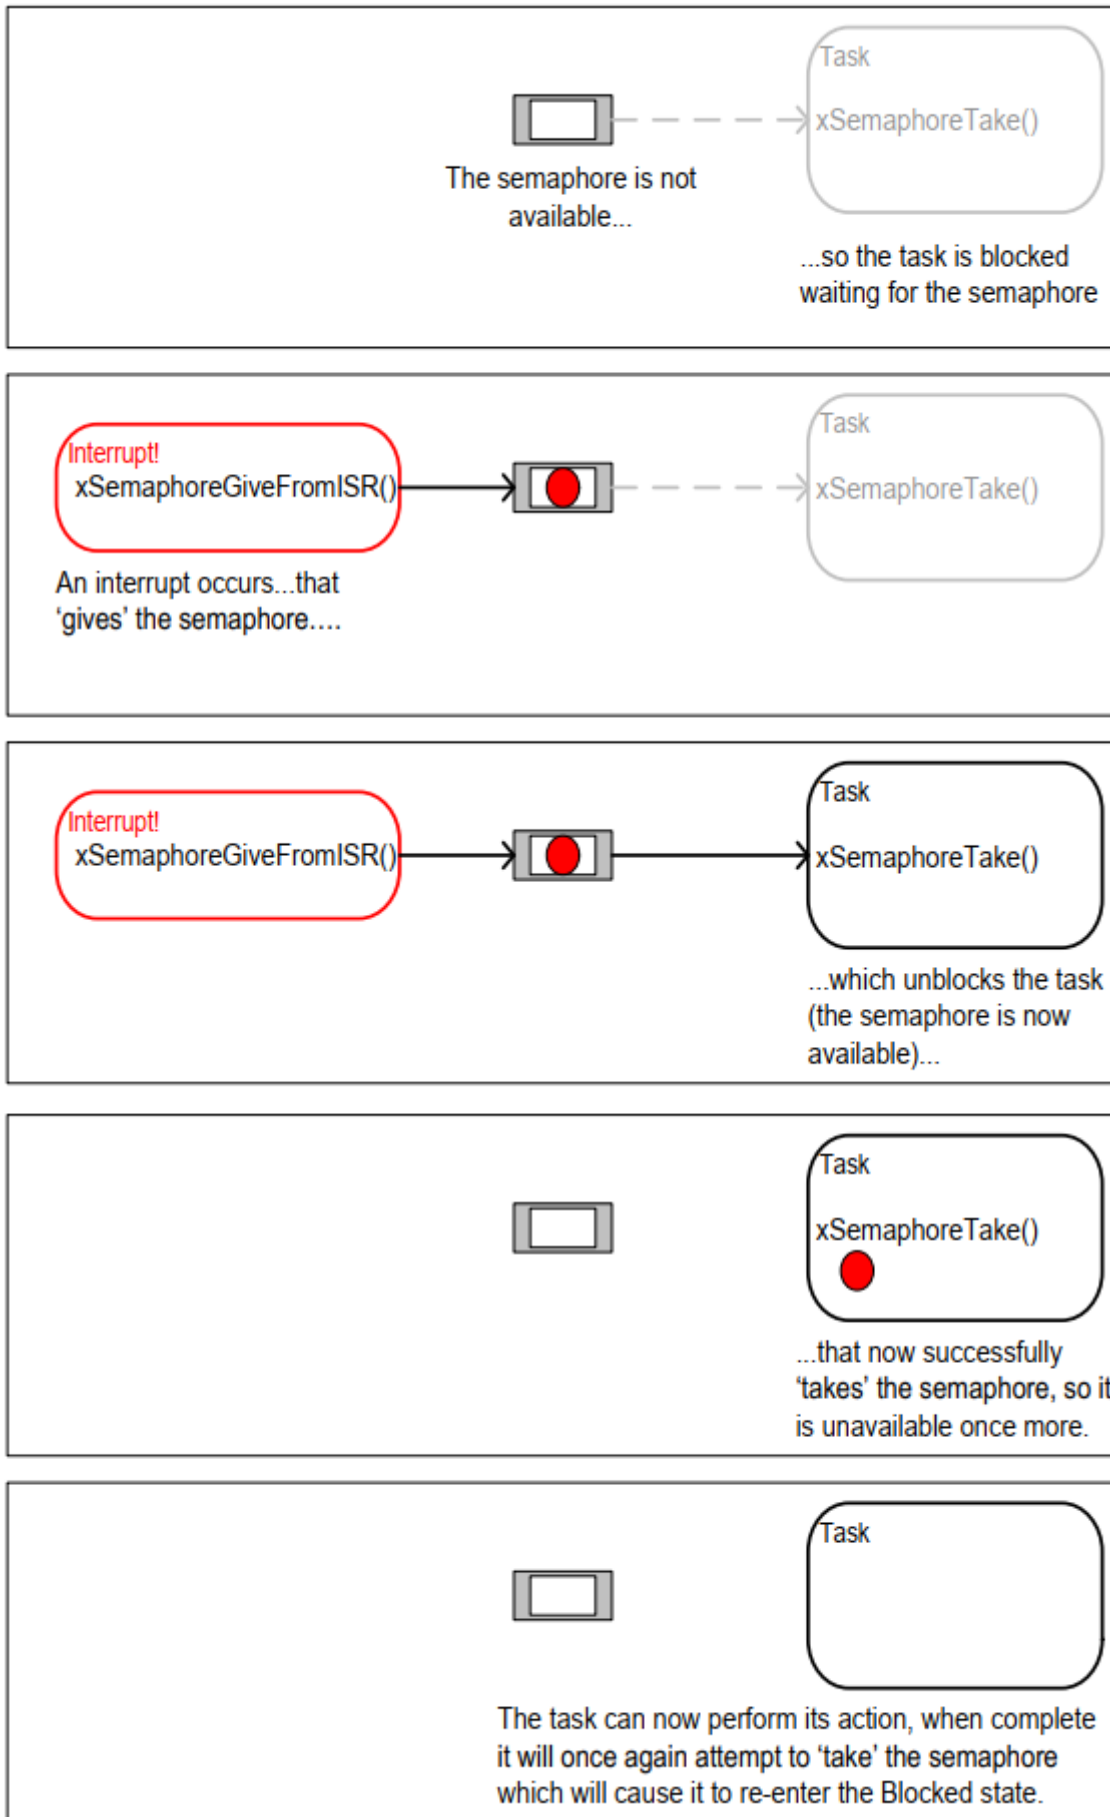 Task
xSemaphoreTake()
The semaphore is not
available...
...so the task is blocked
waiting for the semaphore
Task
Interrupt!
xSemaphoreGiveFromISR()
xSemaphoreTake()
An interrupt occurs...that
‘gives’ the semaphore....
Task
Interrupt!
xSemaphoreGiveFromISR()
xSemaphoreTake()
...which unblocks the task
(the semaphore is now
available)...
Task
xSemaphoreTake()
...that now successfully
‘takes’ the semaphore, so it
is unavailable once more.
Task
The task can now perform its action, when complete
it will once again attempt to ‘take’ the semaphore
which will cause it to re-enter the Blocked state.